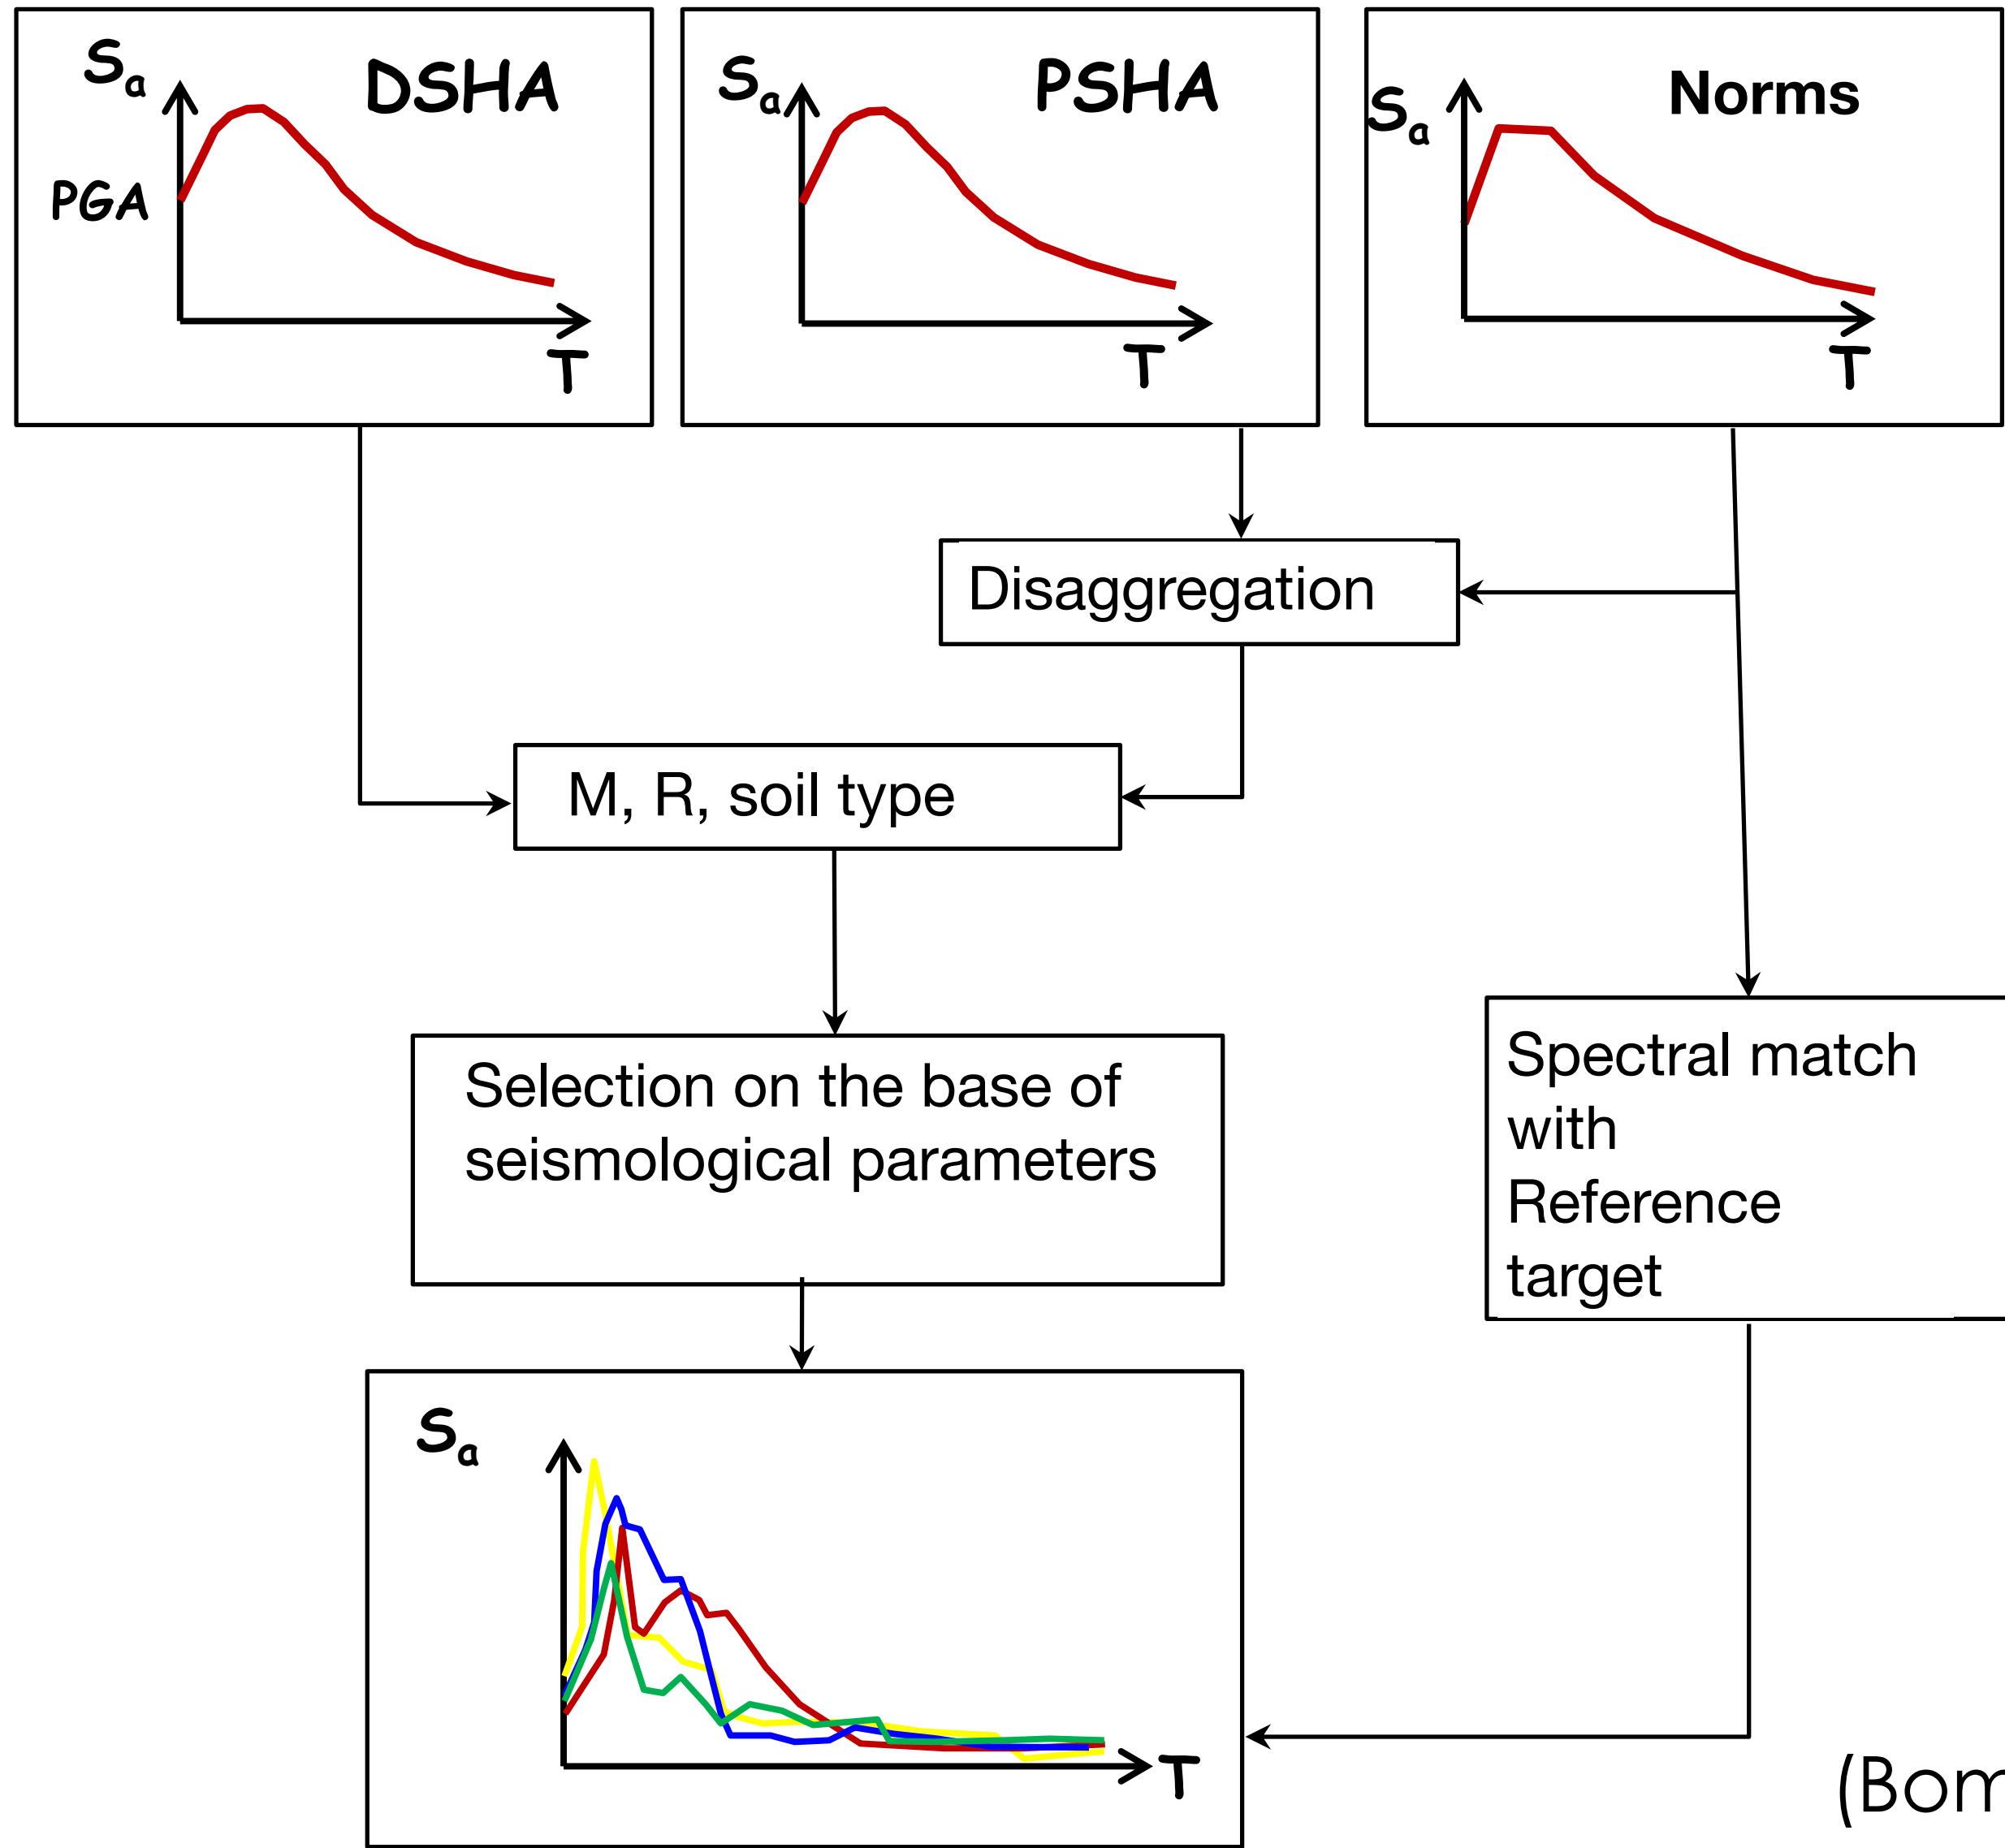 Sa
DSHA
PGA
T
Sa
PSHA
T
Sa
Norms
T
Disaggregation
M, R, soil type
Selection on the base of
seismological parameters
Spectral match
with
Reference
target
Sa
T